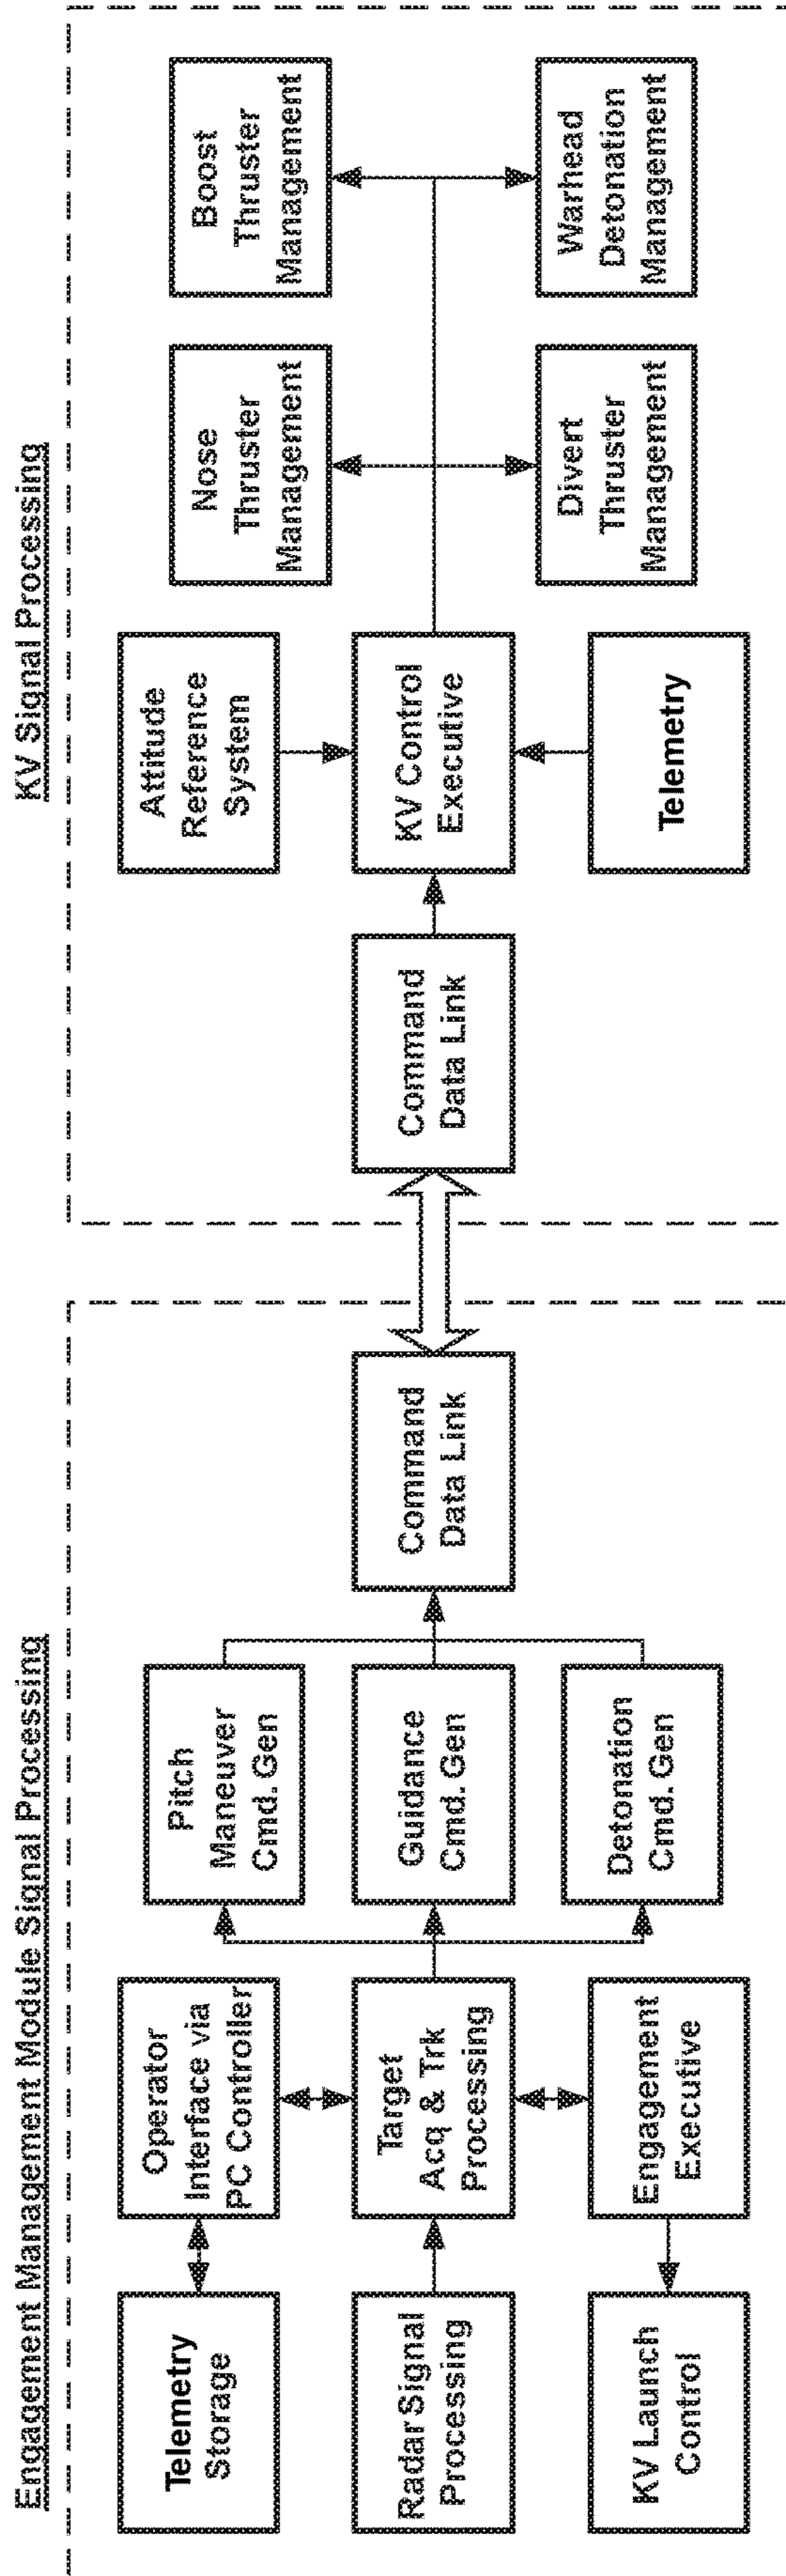 Engagement Management Module Signal Processing
Telemetry
Storage
Operator
Interface via
PC Controller
Pitch
Maneuver
Cmd. Gen
Radar Signal
Processing
Target
Acq & Trk
Processing
Guidance
Cmd. Gen
Command
Data Link
KV Launch
Control
Engagement
Executive
Detonation
Cmd. Gen
KV Signal Processing
Attitude
Reference
System
Nose
Thruster
Management
Boost
Thruster
Management
Command
Data Link
KV Control
Executive
Telemetry
Divert
Thruster
Management
Warhead
Detonation
Management